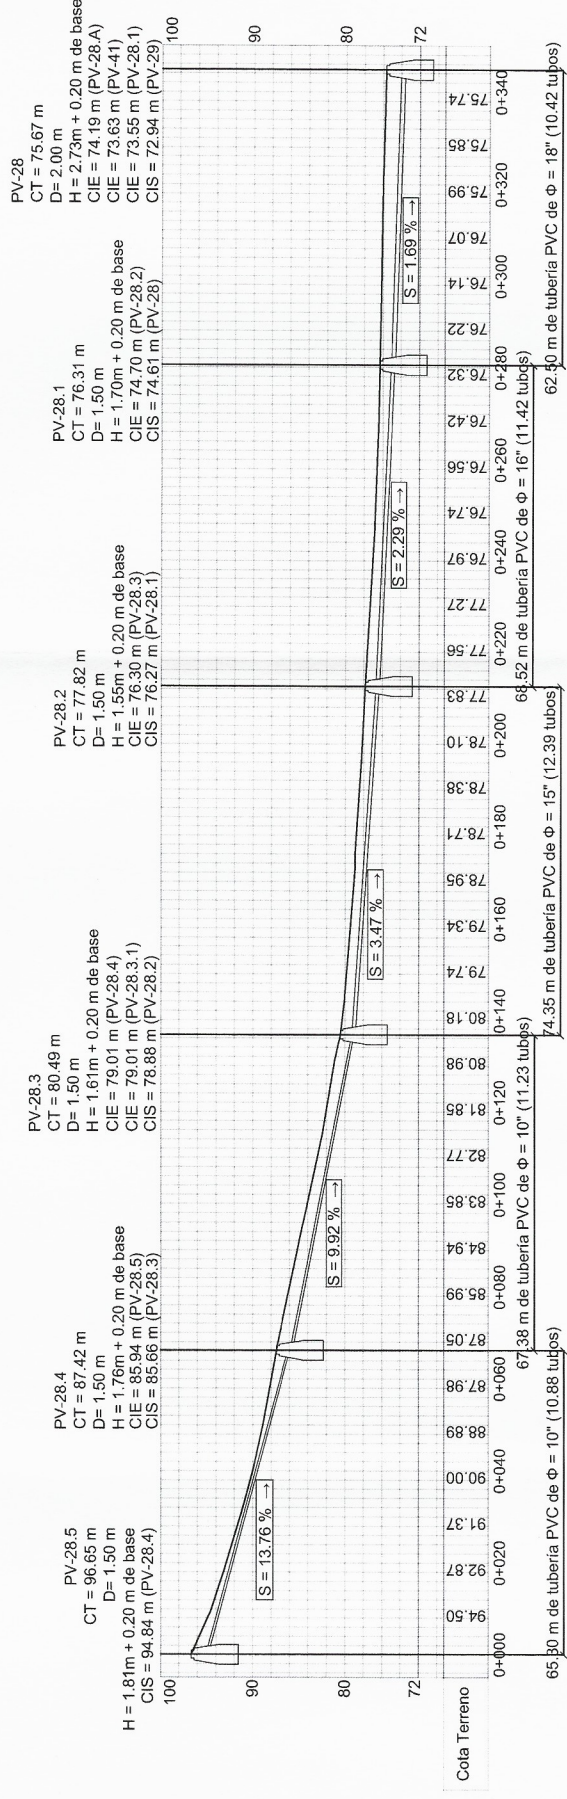 PV-28.5
CT = 96.65 m
D= 1.50 m
H = 1.81m + 0.20 m de base
CIS = 94.84 m (PV-28.4)
PV-28.4
CT = 87.42 m
D= 1.50 m
H = 1.76m + 0.20 m de base
CIE = 85.94 m (PV-28.5)
CIS = 85.66 m (PV-28.3)
PV-28.3
CT = 80.49 m
D= 1.50 m
H = 1.61m + 0.20 m de base
CIE = 79.01 m (PV-28.4)
CIE = 79.01 m (PV-28.3.1)
CIS = 78.88 m (PV-28.2)
PV-28.2
CT = 77.82 m
D= 1.50 m
H = 1.55m + 0.20 m de base
CIE = 76.30 m (PV-28.3)
CIS = 76.27 m (PV-28.1)
PV-28.1
CT = 76.31 m
D= 1.50 m
H = 1.70m + 0.20 m de base
CIE = 74.70 m (PV-28.2)
CIS = 74.61 m (PV-28)
PV-28
CT = 75.67 m
D= 2.00 m
H = 2.73m + 0.20 m de base
CIE = 74.19 m (PV-28.A)
CIE = 73.63 m (PV-41)
CIE = 73.55 m (PV-28.1)
CIS = 72.94 m (PV-29)
100
90
80
72
100
90
80
72
S = 13.76 % →
S = 9.92 % →
S = 3.47 % →
S = 2.29 % →
S = 1.69 % →
Cota Terreno
94.50 92.87 91.37 90.00 88.89 87.98 87.05 85.99 84.94 83.85 82.77 81.85 80.98 80.18 79.74 79.34 78.95 78.71 78.38 78.10 77.83 77.56 77.27 76.97 76.74 76.56 76.42 76.32 76.22 76.14 76.07 75.99 75.85 75.74
0+000 0+020 0+040 0+060 0+080 0+100 0+120 0+140 0+160 0+180 0+200 0+220 0+240 0+260 0+280 0+300 0+320 0+340
65.30 m de tubería PVC de Φ = 10" (10.88 tubos)
67.38 m de tubería PVC de Φ = 10" (11.23 tubos)
74.35 m de tubería PVC de Φ = 15" (12.39 tubos)
68.52 m de tubería PVC de Φ = 16" (11.42 tubos)
62.50 m de tubería PVC de Φ = 18" (10.42 tubos)